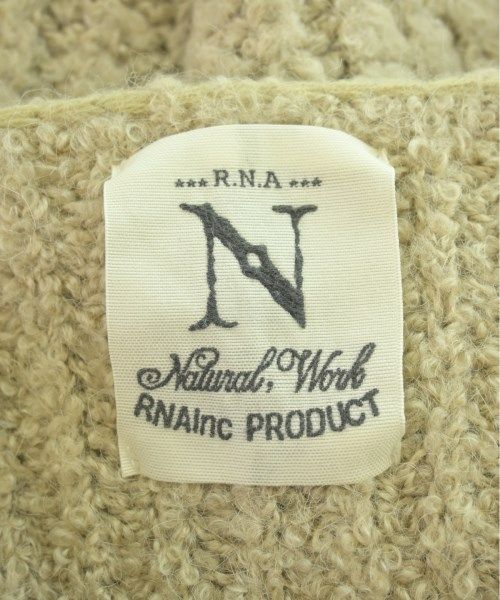 *** R.N.A ***
N
Natural, Work
RNAInc PRODUCT